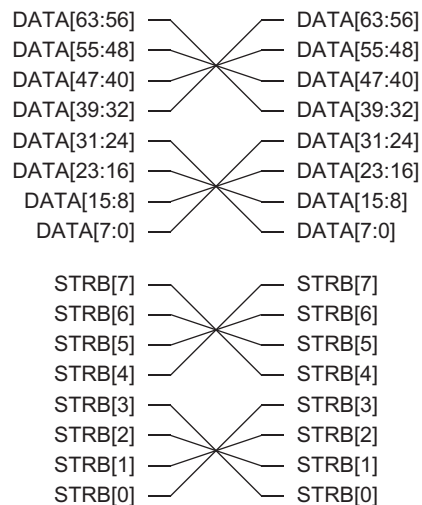 DATA[63:56] DATA[63:56]
DATA[55:48] DATA[55:48]
DATA[47:40] DATA[47:40]
DATA[39:32] DATA[39:32]
DATA[31:24] DATA[31:24]
DATA[23:16] DATA[23:16]
DATA[15:8] DATA[15:8]
DATA[7:0] DATA[7:0]
STRB[7] STRB[7]
STRB[6] STRB[6]
STRB[5] STRB[5]
STRB[4] STRB[4]
STRB[3] STRB[3]
STRB[2] STRB[2]
STRB[1] STRB[1]
STRB[0] STRB[0]